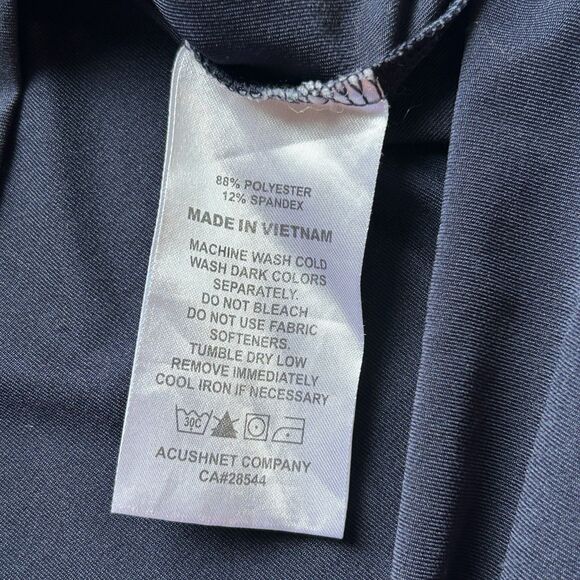 88% POLYESTER
12% SPANDEX
MADE IN VIETNAM
MACHINE WASH COLD
WASH DARK COLORS
SEPARATELY.
DO NOT BLEACH
DO NOT USE FABRIC
SOFTENERS.
TUMBLE DRY LOW
REMOVE IMMEDIATELY
COOL IRON IF NECESSARY
30C
ACUSHNET COMPANY
CA#28544